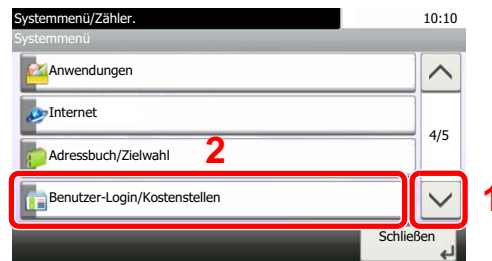 Systemmenü/Zähler. 10:10
Systemmenü
Anwendungen
Internet
4/5
Adressbuch/Zielwahl 2
Benutzer-Login/Kostenstellen 1
Schließen